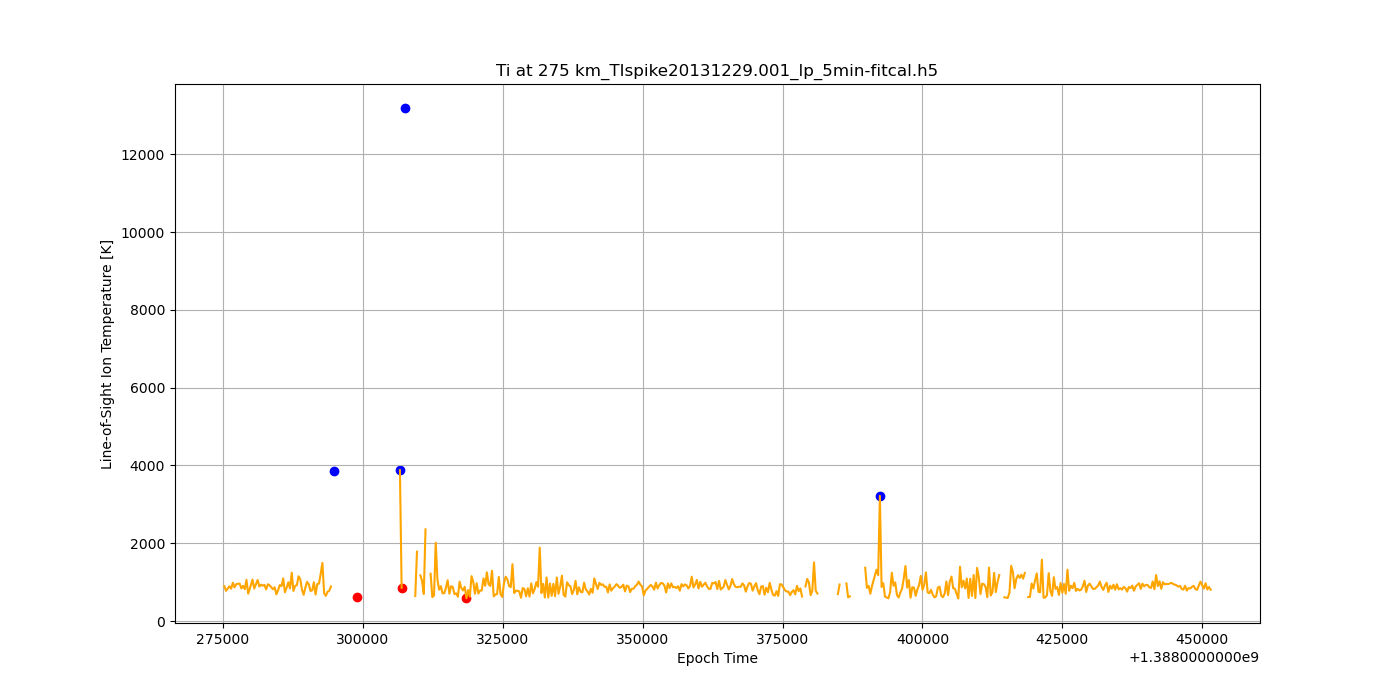 Ti at 275 km_TIspike20131229.001_lp_5min-fitcal.h5
Line-of-Sight Ion Temperature [K]
12000
10000
8000
6000
4000
2000
0
275000 300000 325000 350000 375000 400000 425000 450000
Epoch Time
+1.3880000000e9